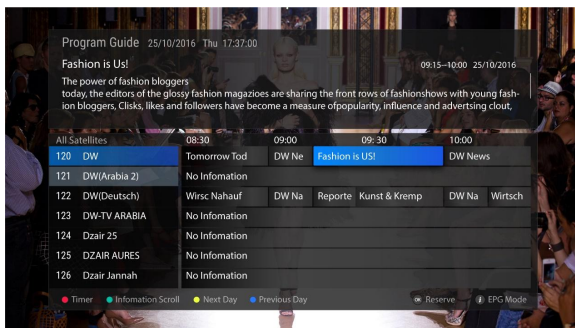 Program Guide 25/10/2016 Thu 17:37:00
Fashion is Us! 09:15–10:00 25/10/2016
The power of fashion bloggers
today, the editors of the glossy fashion magazioes are sharing the front rows of fashionshows with young fash-
ion bloggers, Clisks, likes and followers have become a measure ofpopularity, influence and advertsing clout,
All Satellites 08:30 09:00 09: 30 10:00
120 DW Tomorrow Tod DW Ne Fashion is US! DW News
121 DW(Arabia 2) No Infomation
122 DW(Deutsch) Wirsc Nahauf DW Na Reporte Kunst & Kremp DW Na Wirtsch
123 DW-TV ARABIA No Infomation
124 Dzair 25 No Infomation
125 DZAIR AURES No Infomation
126 Dzair Jannah No Infomation
Timer Infomation Scroll Next Day Previous Day OK Reserve i EPG Mode